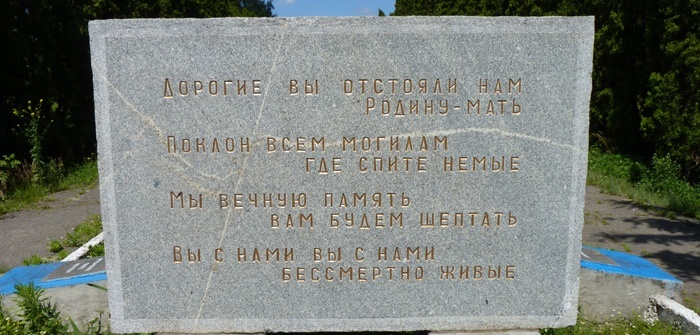 Дорогие вы отстояли нам
Родину-мать
Поклон всем могилам
где спите немые
Мы вечную память
вам будем шептать
Вы с нами вы с нами
бессмертно живые